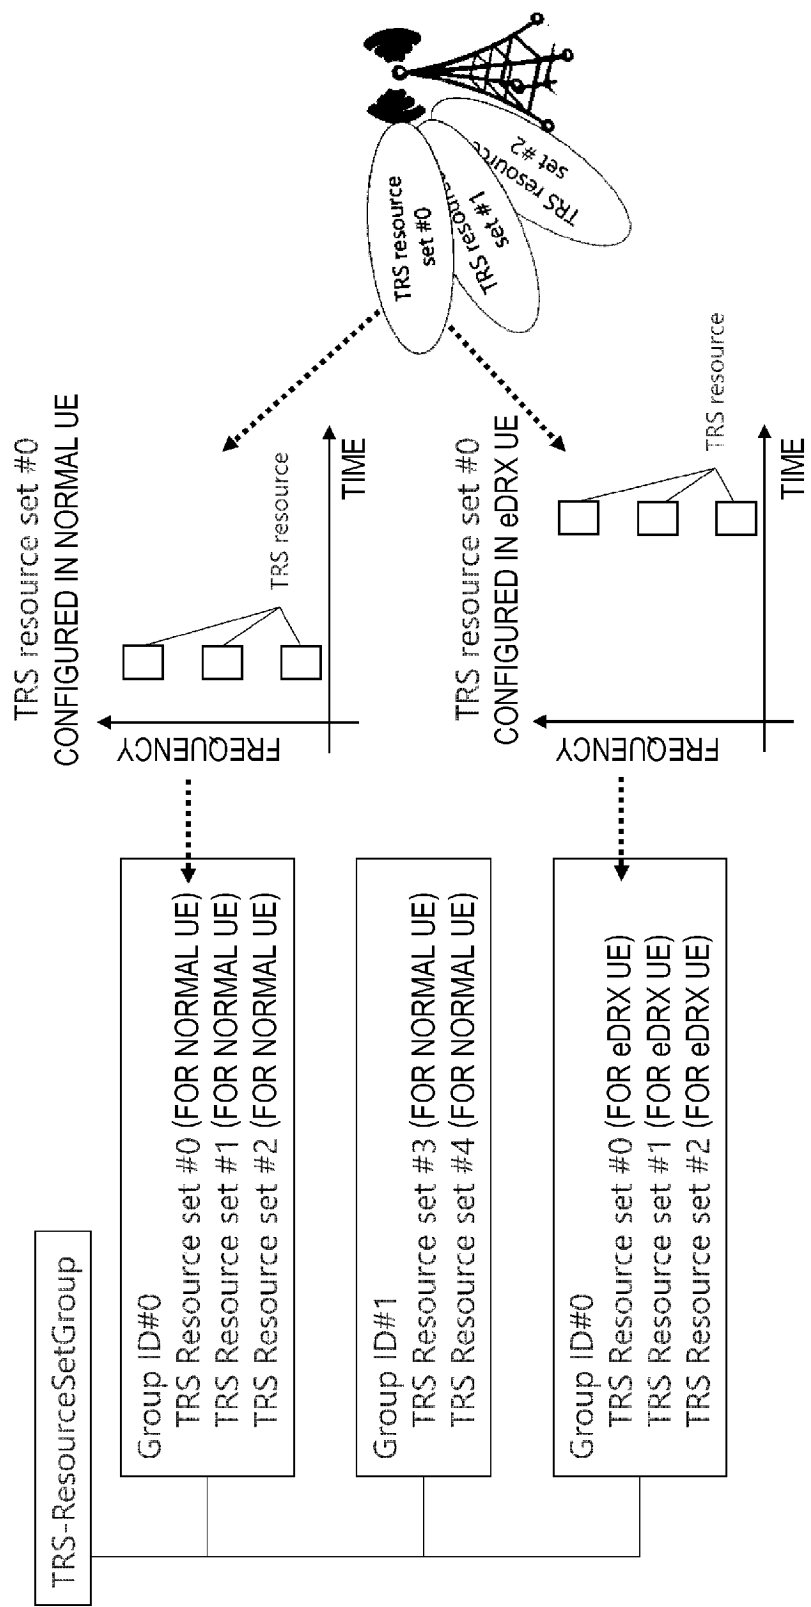 TRS-ResourceSetGroup
Group ID#0
TRS Resource set #0 (FOR NORMAL UE)
TRS Resource set #1 (FOR NORMAL UE)
TRS Resource set #2 (FOR NORMAL UE)
Group ID#1
TRS Resource set #3 (FOR NORMAL UE)
TRS Resource set #4 (FOR NORMAL UE)
Group ID#0
TRS Resource set #0 (FOR eDRX UE)
TRS Resource set #1 (FOR eDRX UE)
TRS Resource set #2 (FOR eDRX UE)
TRS resource set #0
CONFIGURED IN NORMAL UE
FREQUENCY
TRS resource
TIME
TRS resource set #0
CONFIGURED IN eDRX UE
FREQUENCY
TRS resource
TIME
TRS resource
set #0
TRS resource
set #1
TRS resource
set #2